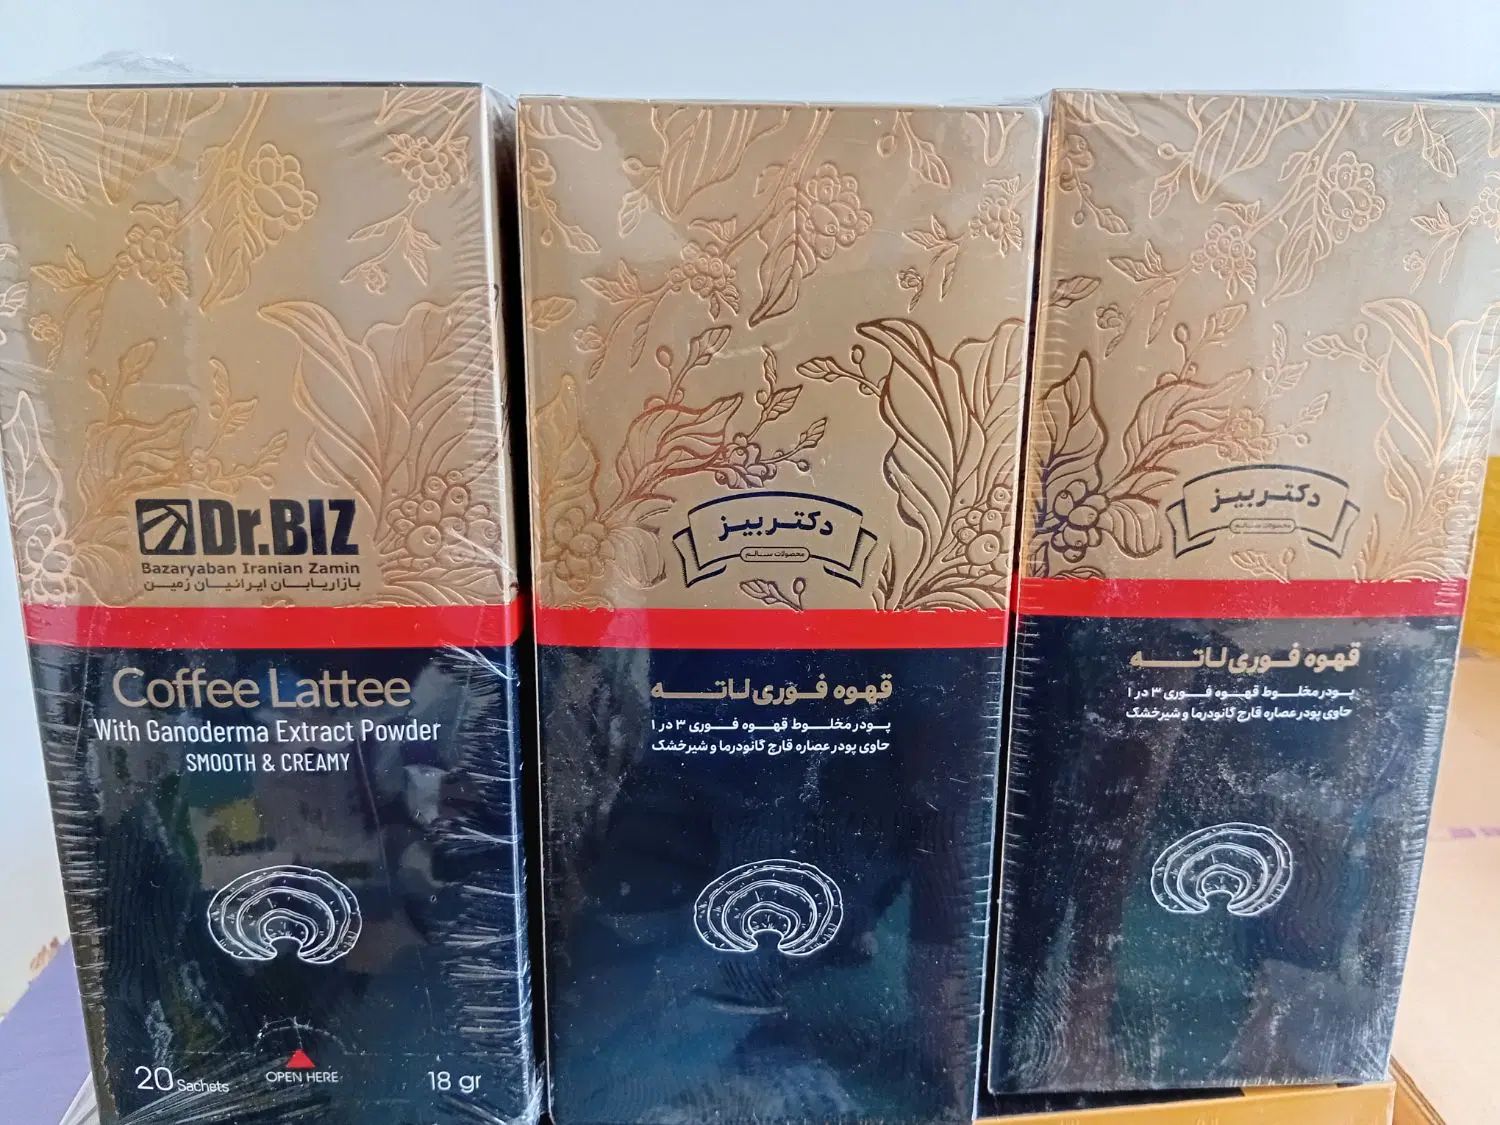 Dr.BIZ
Bazaryaban Iranian Zamin
بازاریابان ایرانیان زمین
Coffee Lattee
With Ganoderma Extract Powder
SMOOTH & CREAMY
20 Sachets
OPEN HERE
18 gr
دکتر بیز
محصولات سالم
قهوه فوری لاته
پودر مخلوط قهوه فوری ۳ در ۱
حاوی پودر عصاره قارچ گانودرما و شیرخشک
دکتر بیز
محصولات سالم
قهوه فوری لاته
پودر مخلوط قهوه فوری ۳ در ۱
حاوی پودر عصاره قارچ گانودرما و شیرخشک